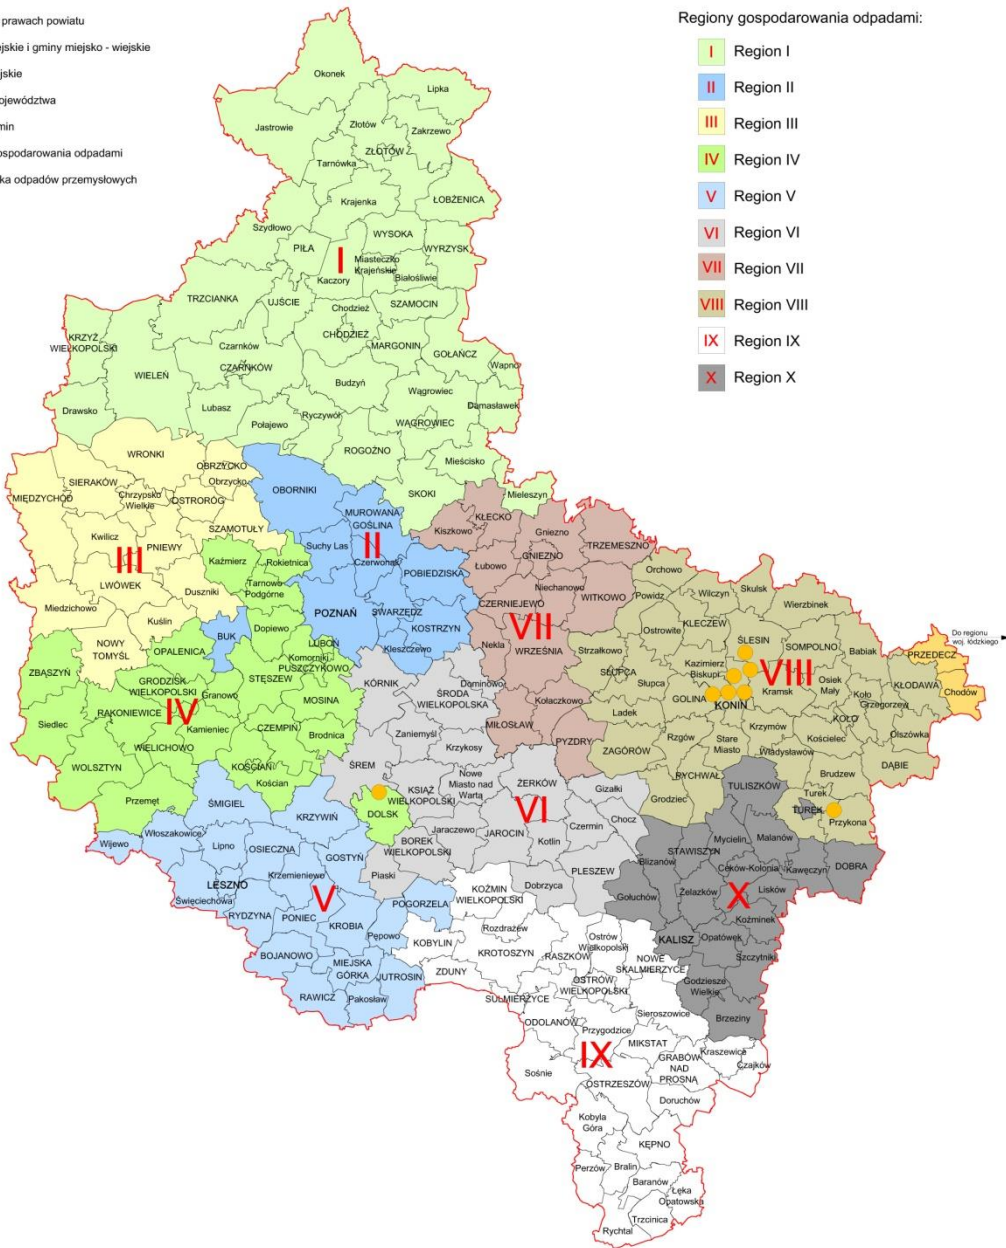 prawach powiatu
jskie i gminy miejsko - wiejskie
jskie
ojewództwa
min
ospodarowania odpadami
ka odpadów przemysłowych
Regiony gospodarowania odpadami:
I Region I
II Region II
III Region III
IV Region IV
V Region V
VI Region VI
VII Region VII
VIII Region VIII
IX Region IX
X Region X
Okonek
Lipka
Jastrowie
Złotów
Zakrzewo
ZŁOTÓW
Tarnówka
Krajenka
ŁOBŻENICA
Szydłowo
PIŁA
WYSOKA
WYRZYSK
I
Miasteczko
Krajeńskie
Białośliwie
Kaczory
TRZCIANKA
UJŚCIE
Chodzież
SZAMOCIN
CHODZIEŻ
KRZYŻ
WIELKOPOLSKI
MARGONIN
GOŁAŃCZ
Wapno
Czarnków
CZARNKÓW
WIELEŃ
Budzyń
Wągrowiec
Damasławek
Drawsko
Lubasz
Ryczywół
Połajewo
WĄGROWIEC
ROGOŹNO
Mieścisko
SKOKI
Mieleszyn
WRONKI
OBRZYCKO
Obrzycko
SIERAKÓW
MIĘDZYCHÓD
Chrzypsko
Wielkie
OSTRORÓG
SZAMOTUŁY
Kwilicz
PNIEWY
III
LWÓWEK
Duszniki
Miedzichowo
Kuślin
NOWY
TOMYŚL
OBORNIKI
MUROWANA
GOŚLINA
II
Suchy Las
Czerwonak
POBIEDZISKA
POZNAŃ
SWARZĘDZ
KOSTRZYN
Kleszczewo
BUK
Kaźmierz
Rokietnica
Tarnowo
Podgórne
Dopiewo
LUBOŃ
Komorniki
PUSZCZYKOWO
ZBĄSZYŃ
OPALENICA
STĘSZEW
GRODZISK
WIELKOPOLSKI
Granowo
MOSINA
Siedlec
RAKONIEWICE
IV
Kamieniec
CZEMPIŃ
Brodnica
WIELICHOWO
WOLSZTYN
KOŚCIAN
Kościan
Przemęt
DOLSK
KŁECKO
Kiszkowo
Gniezno
TRZEMESZNO
GNIEZNO
Łubowo
Niechanowo
CZERNIEJEWO
WITKOWO
VII
Nekla
WRZEŚNIA
Kołaczkowo
MIŁOSŁAW
PYZDRY
Orchowo
Powidz
Wilczyn
Skulsk
Wierzbinek
KLECZEW
Ostrowite
ŚLESIN
SOMPOLNO
Babiak
Strzałkowo
SŁUPCA
Słupca
Kazimierz
Biskupi
VIII
Osiek
Mały
KŁODAWA
GOLINA
KONIN
Kramsk
Koło
Grzegorzew
KOŁO
Lądek
Rzgów
Stare
Miasto
Krzymów
Kościelec
Olszówka
ZAGÓRÓW
Władysławów
DĄBIE
RYCHWAŁ
Brudzew
Grodziec
Turek
TUREK
Przykona
Do regionu
woj. łódzkiego
PRZEDECZ
Chodów
KÓRNIK
Dominowo
ŚRODA
WIELKOPOLSKA
Zaniemyśl
Krzykosy
ŚREM
Nowe
Miasto nad
Wartą
KSIĄŻ
WIELKOPOLSKI
ŻERKÓW
Gizałki
VI
Jaraczewo
JAROCIN
Czermin
Chocz
BOREK
WIELKOPOLSKI
Kotlin
Piaski
Dobrzyca
PLESZEW
ŚMIGIEL
KRZYWIŃ
Wijewo
Włoszakowice
Lipno
OSIECZNA
GOSTYŃ
LESZNO
Krzemieniewo
Święciechowa
V
RYDZYNA
PONIEC
KROBIA
POGORZELA
Pępowo
BOJANOWO
MIEJSKA
GÓRKA
JUTROSIN
RAWICZ
Pakosław
TULISZKÓW
Mycielin
Malanów
STAWISZYN
Blizanów
Ceków-Kolonia
Kawęczyn
DOBRA
Gołuchów
Żelazków
X
Lisków
Koźminek
KALISZ
Opatówek
Szczytniki
Godziesze
Wielkie
Brzeziny
KOŹMIN
WIELKOPOLSKI
Rozdrażew
KOBYLIN
KROTOSZYN
Ostrów
Wielkopolski
RASZKÓW
NOWE
SKALMIERZYCE
ZDUNY
OSTRÓW
WIELKOPOLSKI
SULMIERZYCE
Sieroszowice
ODOLANÓW
Przygodzice
IX
MIKSTAT
Kraszewice
GRABÓW
NAD
PROSNĄ
Czajków
Sośnie
OSTRZESZÓW
Doruchów
Kobyla
Góra
KĘPNO
Perzów
Bralin
Baranów
Łęka
Opatowska
Trzcinica
Rychtal